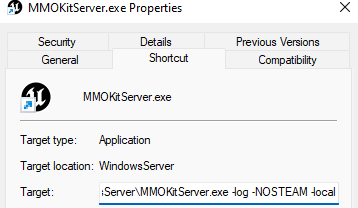 MMOKitServer.exe Properties
Security Details Previous Versions
General Shortcut Compatibility
MMOKitServer.exe
Target type: Application
Target location: WindowsServer
Target: sServer\MMOKitServer.exe -log -NOSTEAM -local